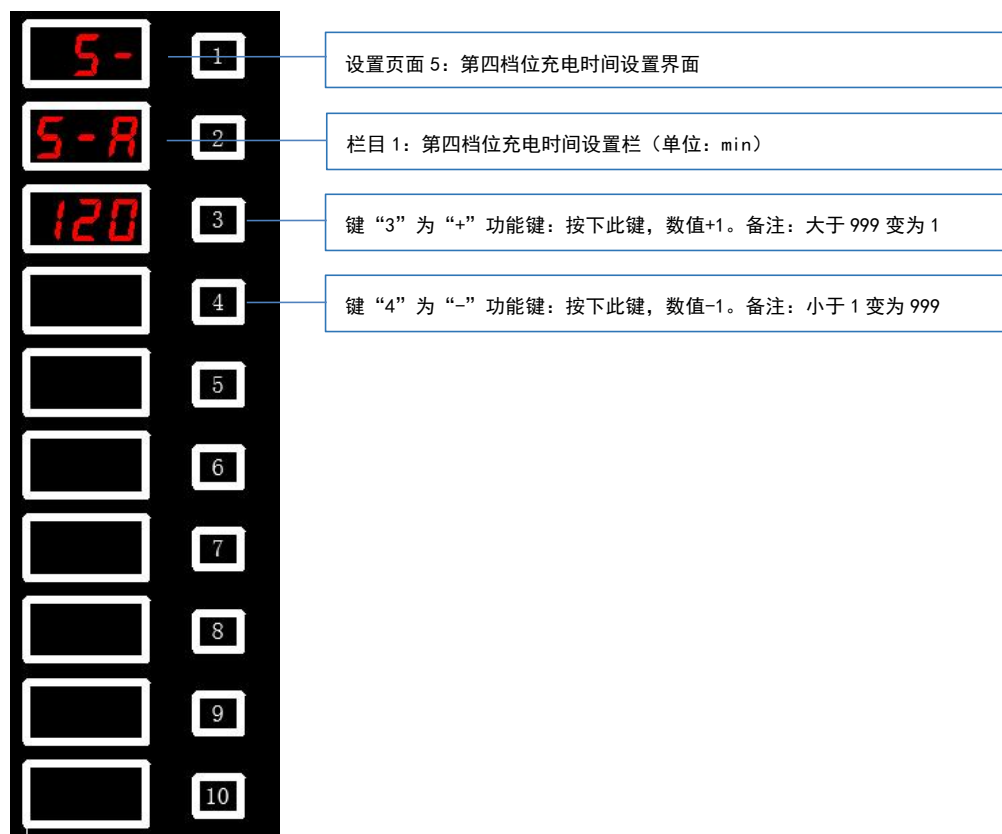 5-
1
设置页面 5：第四档位充电时间设置界面
5-A
2
栏目 1：第四档位充电时间设置栏（单位：min）
120
3
键“3”为“+”功能键：按下此键，数值+1。备注：大于 999 变为 1
4
键“4”为“-”功能键：按下此键，数值-1。备注：小于 1 变为 999
5
6
7
8
9
10